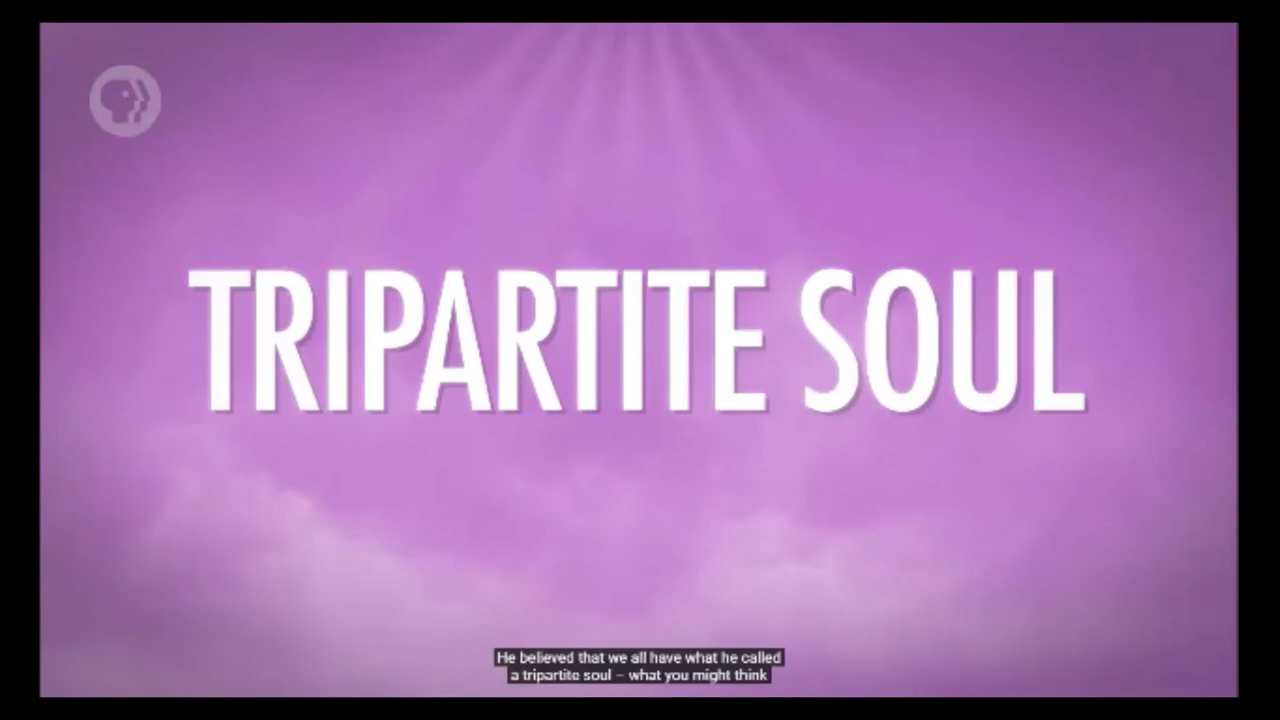 TRIPARTITE SOUL
He believed that we all have what he called
a tripartite soul – what you might think